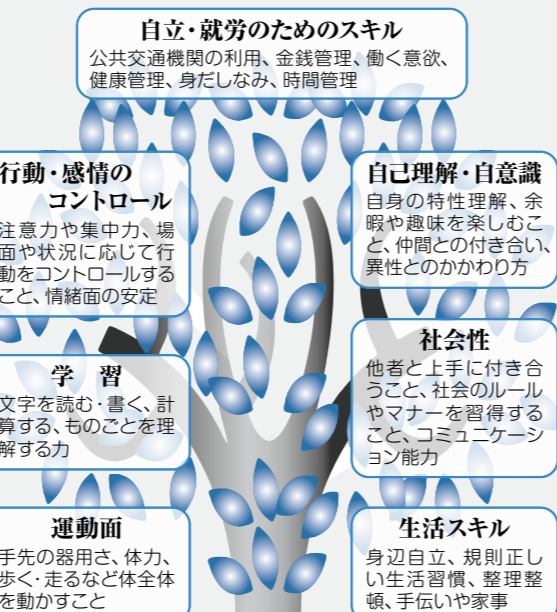 自立・就労のためのスキル
公共交通機関の利用、金銭管理、働く意欲、
健康管理、身だしなみ、時間管理
行動・感情の
コントロール
注意力や集中力、場
面や状況に応じて行
動をコントロールする
こと、情緒面の安定
自己理解・自意識
自身の特性理解、余
暇や趣味を楽しむこ
と、仲間との付き合い、
異性とのかかわり方
学 習
文字を読む・書く、計
算する、ものごとを理
解する力
社会性
他者と上手に付き合
うこと、社会のルール
やマナーを習得する
こと、コミュニケーシ
ョン能力
運動面
手先の器用さ、体力、
歩く・走るなど体全体
を動かすこと
生活スキル
身辺自立、規則正し
い生活習慣、整理整
頓、手伝いや家事